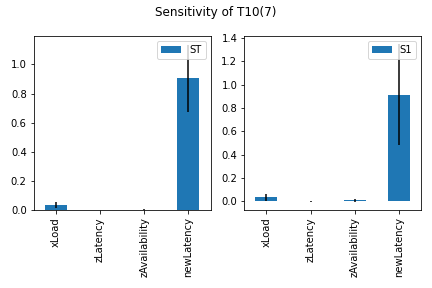 Sensitivity of T10(7)
ST
1.0
0.8
0.6
0.4
0.2
0.0
xLoad
zLatency
zAvailability
newLatency
S1
1.4
1.2
1.0
0.8
0.6
0.4
0.2
0.0
xLoad
zLatency
zAvailability
newLatency